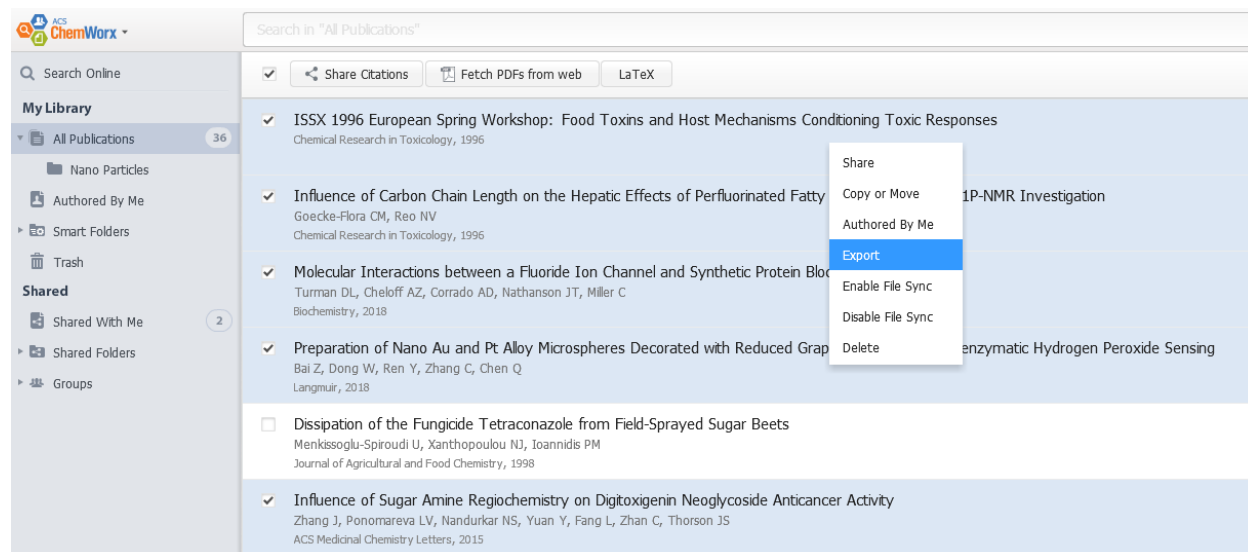 ACS
ChemWorx
Search in "All Publications"
Search Online
Share Citations
Fetch PDFs from web
LaTeX
My Library
All Publications
36
Nano Particles
Authored By Me
Smart Folders
Trash
Shared
Shared With Me
2
Shared Folders
Groups
ISSX 1996 European Spring Workshop: Food Toxins and Host Mechanisms Conditioning Toxic Responses
Chemical Research in Toxicology, 1996
Influence of Carbon Chain Length on the Hepatic Effects of Perfluorinated Fatty 1P-NMR Investigation
Goecke-Flora CM, Reo NV
Chemical Research in Toxicology, 1996
Molecular Interactions between a Fluoride Ion Channel and Synthetic Protein Bloc
Turman DL, Cheloff AZ, Corrado AD, Nathanson JT, Miller C
Biochemistry, 2018
Preparation of Nano Au and Pt Alloy Microspheres Decorated with Reduced Grap enzymatic Hydrogen Peroxide Sensing
Bai Z, Dong W, Ren Y, Zhang C, Chen Q
Langmuir, 2018
Dissipation of the Fungicide Tetraconazole from Field-Sprayed Sugar Beets
Menkissoglu-Spiroudi U, Xanthopoulou NJ, Ioannidis PM
Journal of Agricultural and Food Chemistry, 1998
Influence of Sugar Amine Regiochemistry on Digitoxigenin Neoglycoside Anticancer Activity
Zhang J, Ponomareva LV, Nandurkar NS, Yuan Y, Fang L, Zhan C, Thorson JS
ACS Medicinal Chemistry Letters, 2015
Share
Copy or Move
Authored By Me
Export
Enable File Sync
Disable File Sync
Delete